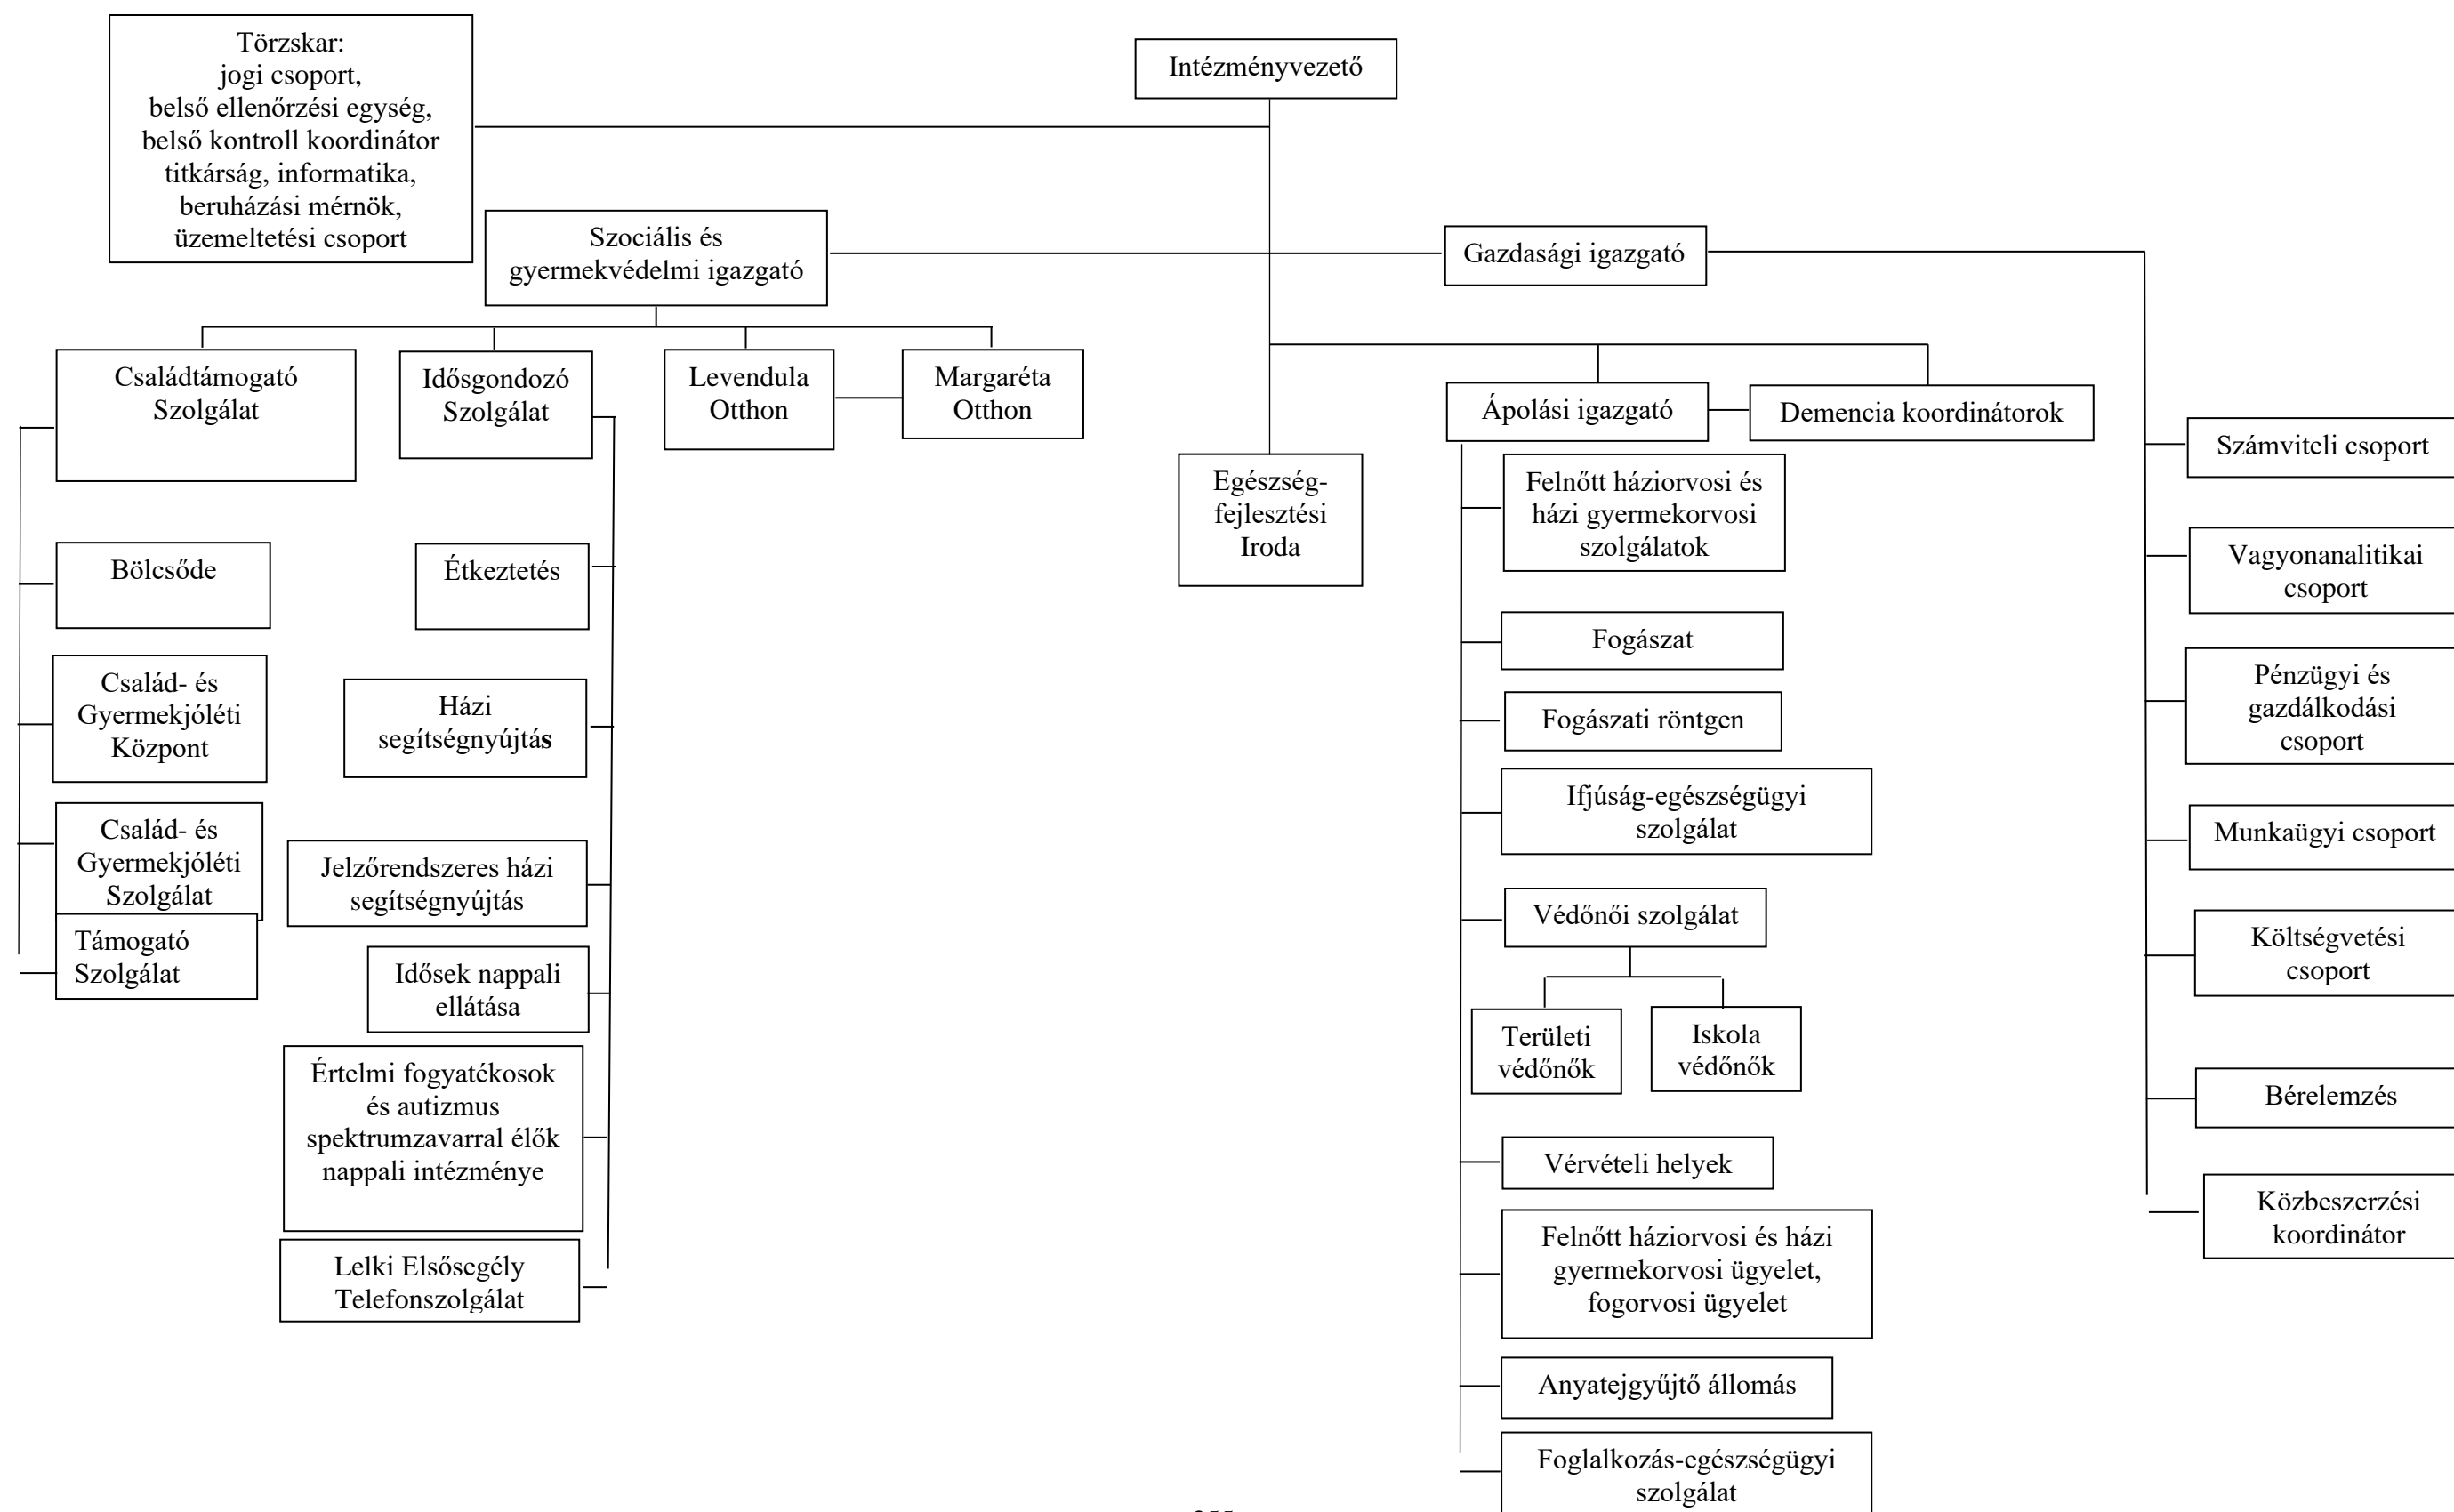 Törzskar:
jogi csoport,
belső ellenőrzési egység,
belső kontroll koordinátor
titkárság, informatika,
beruházási mérnök,
üzemeltetési csoport
Intézményvezető
Szociális és
gyermekvédelmi igazgató
Gazdasági igazgató
Családtámogató
Szolgálat
Idősgondozó
Szolgálat
Levendula
Otthon
Margaréta
Otthon
Bölcsőde
Család- és
Gyermekjóléti
Központ
Család- és
Gyermekjóléti
Szolgálat
Támogató
Szolgálat
Étkeztetés
Házi
segítségnyújtás
Jelzőrendszeres házi
segítségnyújtás
Idősek nappali
ellátása
Értelmi fogyatékosok
és autizmus
spektrumzavarral élők
nappali intézménye
Lelki Elsősegély
Telefonszolgálat
Egészség-
fejlesztési
Iroda
Ápolási igazgató
Demencia koordinátorok
Felnőtt háziorvosi és
házi gyermekorvosi
szolgálatok
Fogászat
Fogászati röntgen
Ifjúság-egészségügyi
szolgálat
Védőnői szolgálat
Területi
védőnők
Iskola
védőnők
Vérvételi helyek
Felnőtt háziorvosi és házi
gyermekorvosi ügyelet,
fogorvosi ügyelet
Anyatejgyűjtő állomás
Foglalkozás-egészségügyi
szolgálat
Számviteli csoport
Vagyonanalitikai
csoport
Pénzügyi és
gazdálkodási
csoport
Munkaügyi csoport
Költségvetési
csoport
Bérelemzés
Közbeszerzési
koordinátor